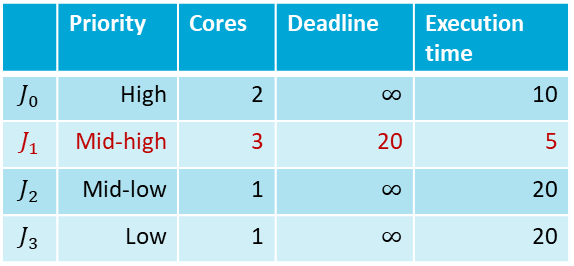 Priority Cores Deadline Execution time
J₀ High 2 ∞ 10
J₁ Mid-high 3 20 5
J₂ Mid-low 1 ∞ 20
J₃ Low 1 ∞ 20